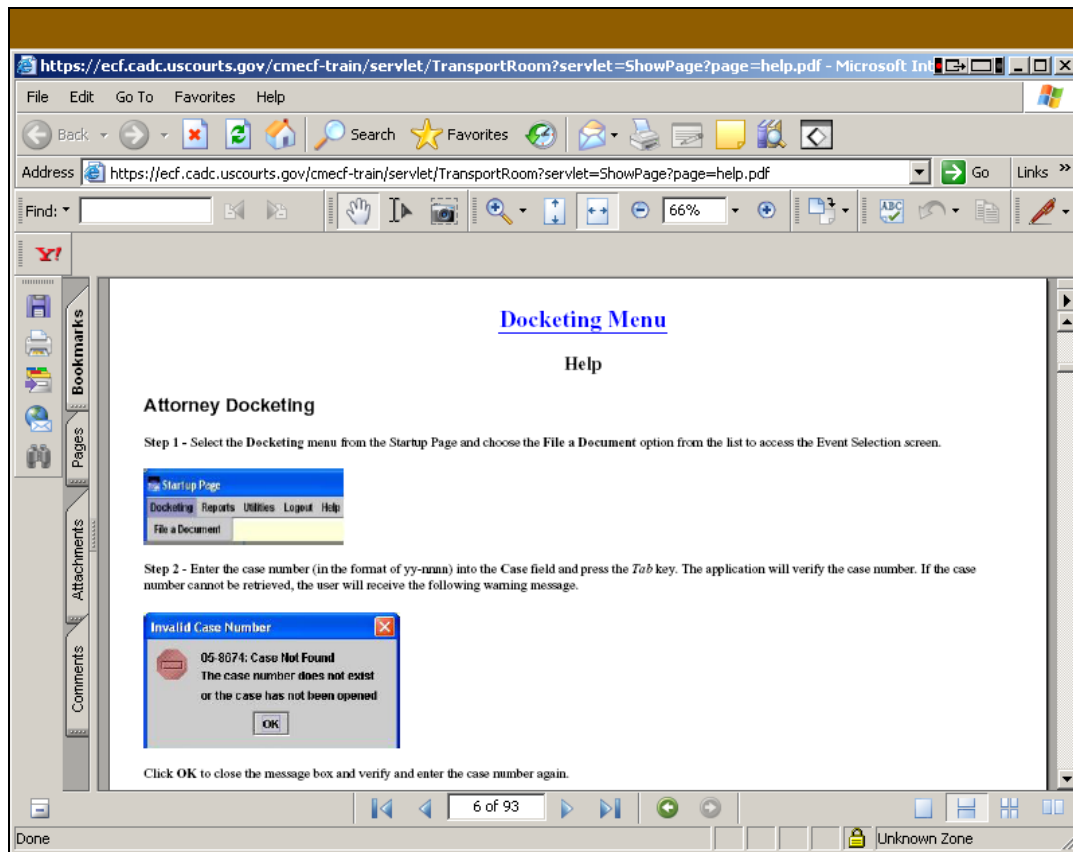 https://ecf.cadc.uscourts.gov/cmecf-train/servlet/TransportRoom?servlet=ShowPage?page=help.pdf - Microsoft Int
File Edit Go To Favorites Help
Back Search Favorites
Address https://ecf.cadc.uscourts.gov/cmecf-train/servlet/TransportRoom?servlet=ShowPage?page=help.pdf Go Links »
Find: 66% ABC
Y!
Bookmarks
Pages
Attachments
Comments
Docketing Menu
Help
Attorney Docketing
Step 1 - Select the Docketing menu from the Startup Page and choose the File a Document option from the list to access the Event Selection screen.
Startup Page
Docketing Reports Utilities Logout Help
File a Document
Step 2 - Enter the case number (in the format of yy-nnnn) into the Case field and press the Tab key. The application will verify the case number. If the case
number cannot be retrieved, the user will receive the following warning message.
Invalid Case Number
05-8674: Case Not Found
The case number does not exist
or the case has not been opened
OK
Click OK to close the message box and verify and enter the case number again.
6 of 93
Done Unknown Zone